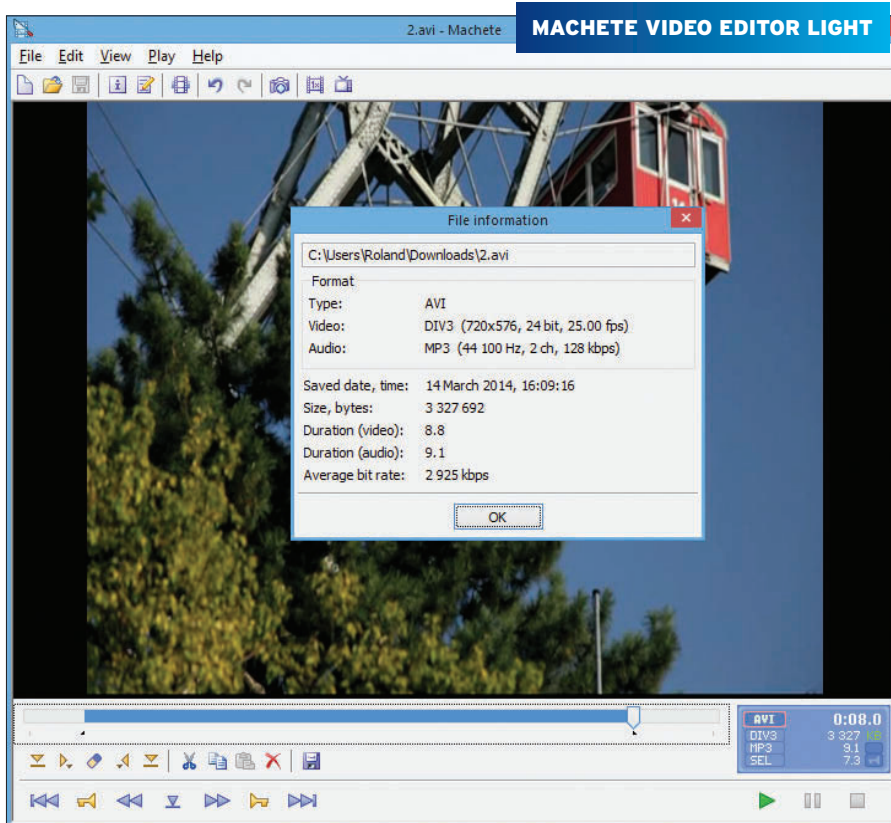 2.avi - Machete
MACHETE VIDEO EDITOR LIGHT
File Edit View Play Help
File information
C:\Users\Roland\Downloads\2.avi
Format
Type: AVI
Video: DIV3 (720x576, 24 bit, 25.00 fps)
Audio: MP3 (44 100 Hz, 2 ch, 128 kbps)
Saved date, time: 14 March 2014, 16:09:16
Size, bytes: 3 327 692
Duration (video): 8.8
Duration (audio): 9.1
Average bit rate: 2 925 kbps
OK
AVI 0:08.0
DIV3 3 327 KB
MP3 9.1
SEL 7.3